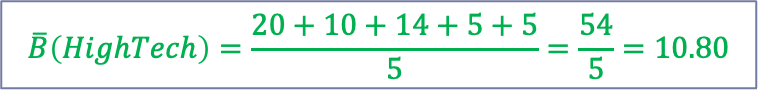 B̄(HighTech) = (20 + 10 + 14 + 5 + 5)/5 = 54/5 = 10.80